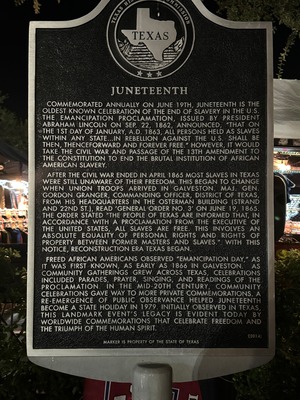 TEXAS
JUNETEENTH
COMMEMORATED ANNUALLY ON JUNE 19TH, JUNETEENTH IS THE
OLDEST KNOWN CELEBRATION OF THE END OF SLAVERY IN THE U.S.
THE EMANCIPATION PROCLAMATION, ISSUED BY PRESIDENT
ABRAHAM LINCOLN ON SEP. 22, 1862, ANNOUNCED, "THAT ON
THE 1ST DAY OF JANUARY, A.D. 1863, ALL PERSONS HELD AS SLAVES
WITHIN ANY STATE...IN REBELLION AGAINST THE U.S. SHALL BE
THEN, THENCEFORWARD AND FOREVER FREE." HOWEVER, IT WOULD
TAKE THE CIVIL WAR AND PASSAGE OF THE 13TH AMENDMENT TO
THE CONSTITUTION TO END THE BRUTAL INSTITUTION OF AFRICAN
AMERICAN SLAVERY.
AFTER THE CIVIL WAR ENDED IN APRIL 1865 MOST SLAVES IN TEXAS
WERE STILL UNAWARE OF THEIR FREEDOM. THIS BEGAN TO CHANGE
WHEN UNION TROOPS ARRIVED IN GALVESTON. MAJ. GEN.
GORDON GRANGER, COMMANDING OFFICER, DISTRICT OF TEXAS,
FROM HIS HEADQUARTERS IN THE OSTERMAN BUILDING (STRAND
AND 22ND ST.), READ 'GENERAL ORDER NO. 3' ON JUNE 19, 1865.
THE ORDER STATED "THE PEOPLE OF TEXAS ARE INFORMED THAT, IN
ACCORDANCE WITH A PROCLAMATION FROM THE EXECUTIVE OF
THE UNITED STATES, ALL SLAVES ARE FREE. THIS INVOLVES AN
ABSOLUTE EQUALITY OF PERSONAL RIGHTS AND RIGHTS OF
PROPERTY BETWEEN FORMER MASTERS AND SLAVES." WITH THIS
NOTICE, RECONSTRUCTION ERA TEXAS BEGAN.
FREED AFRICAN AMERICANS OBSERVED "EMANCIPATION DAY," AS
IT WAS FIRST KNOWN, AS EARLY AS 1866 IN GALVESTON. AS
COMMUNITY GATHERINGS GREW ACROSS TEXAS, CELEBRATIONS
INCLUDED PARADES, PRAYER, SINGING, AND READINGS OF THE
PROCLAMATION. IN THE MID-20TH CENTURY, COMMUNITY
CELEBRATIONS GAVE WAY TO MORE PRIVATE COMMEMORATIONS. A
RE-EMERGENCE OF PUBLIC OBSERVANCE HELPED JUNETEENTH
BECOME A STATE HOLIDAY IN 1979. INITIALLY OBSERVED IN TEXAS,
THIS LANDMARK EVENT'S LEGACY IS EVIDENT TODAY BY
WORLDWIDE COMMEMORATIONS THAT CELEBRATE FREEDOM AND
THE TRIUMPH OF THE HUMAN SPIRIT.
MARKER IS PROPERTY OF THE STATE OF TEXAS